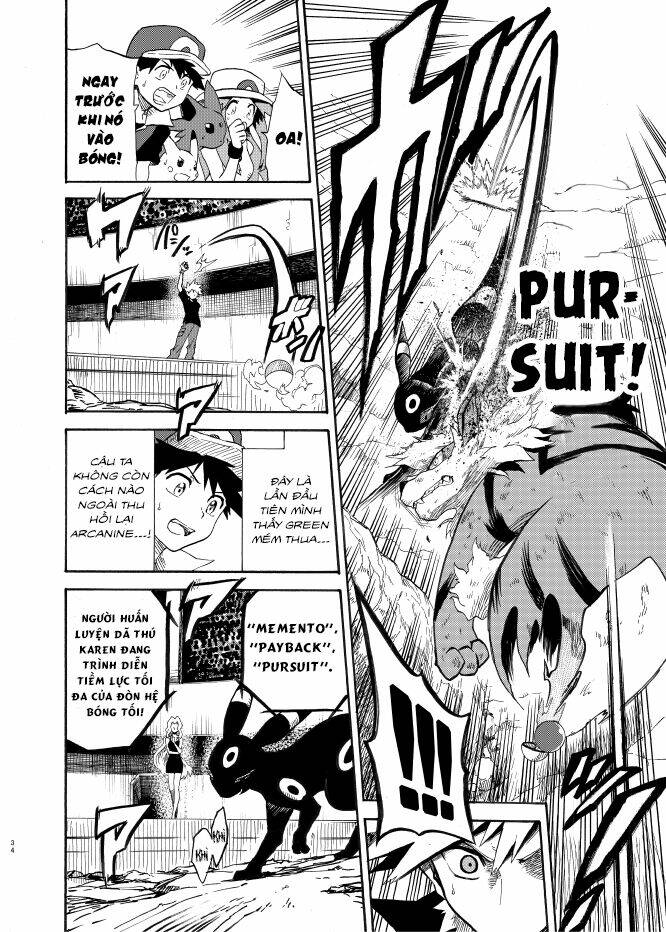 PUR-
SUIT!
!!!
NGAY
TRƯỚC
KHI NÓ
VÀO
BÓNG!
OA!
ĐÂY LÀ
LẦN ĐẦU
TIÊN MÌNH
THẤY GREEN
MẾM THUA...
CẬU TA
KHÔNG CÒN
CÁCH NÀO
NGOÀI THU
HỒI LẠI
ARCANINE...!
"MEMENTO",
"PAYBACK",
"PURSUIT".
NGƯỜI HUẤN
LUYỆN DÃ THÚ
KAREN ĐANG
TRÌNH DIỄN
TIỀM LỰC TỐI
ĐA CỦA ĐÒN HỆ
BÓNG TỐI!
34